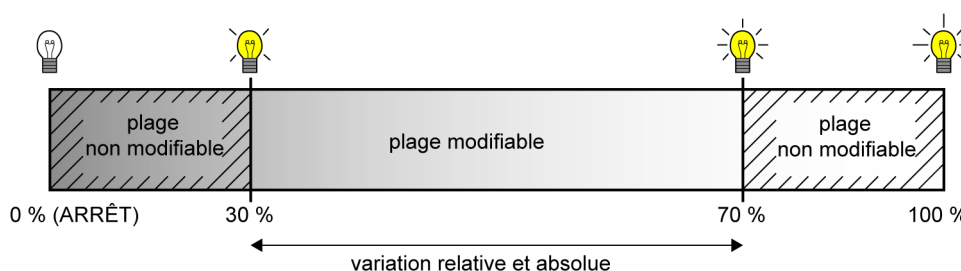 plage
non modifiable
plage modifiable
plage
non modifiable
0 % (ARRÊT)
30 %
70 %
100 %
variation relative et absolue